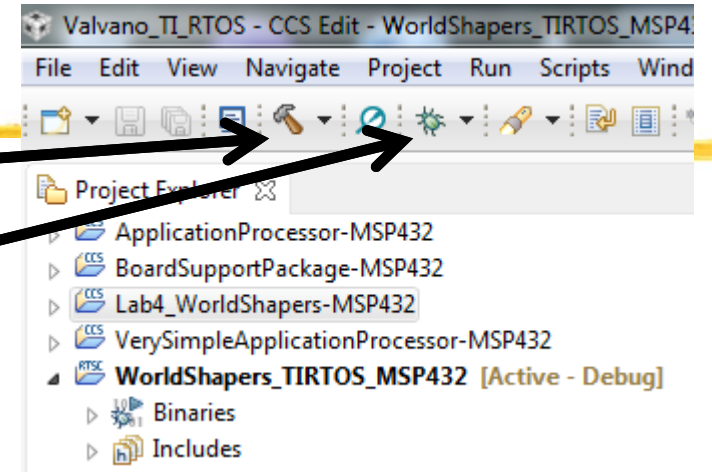 Valvano_TI_RTOS - CCS Edit - WorldShapers_TIRTOS_MSP4
File Edit View Navigate Project Run Scripts Wind
Project Explorer
ApplicationProcessor-MSP432
BoardSupportPackage-MSP432
Lab4_WorldShapers-MSP432
VerySimpleApplicationProcessor-MSP432
WorldShapers_TIRTOS_MSP432 [Active - Debug]
Binaries
Includes